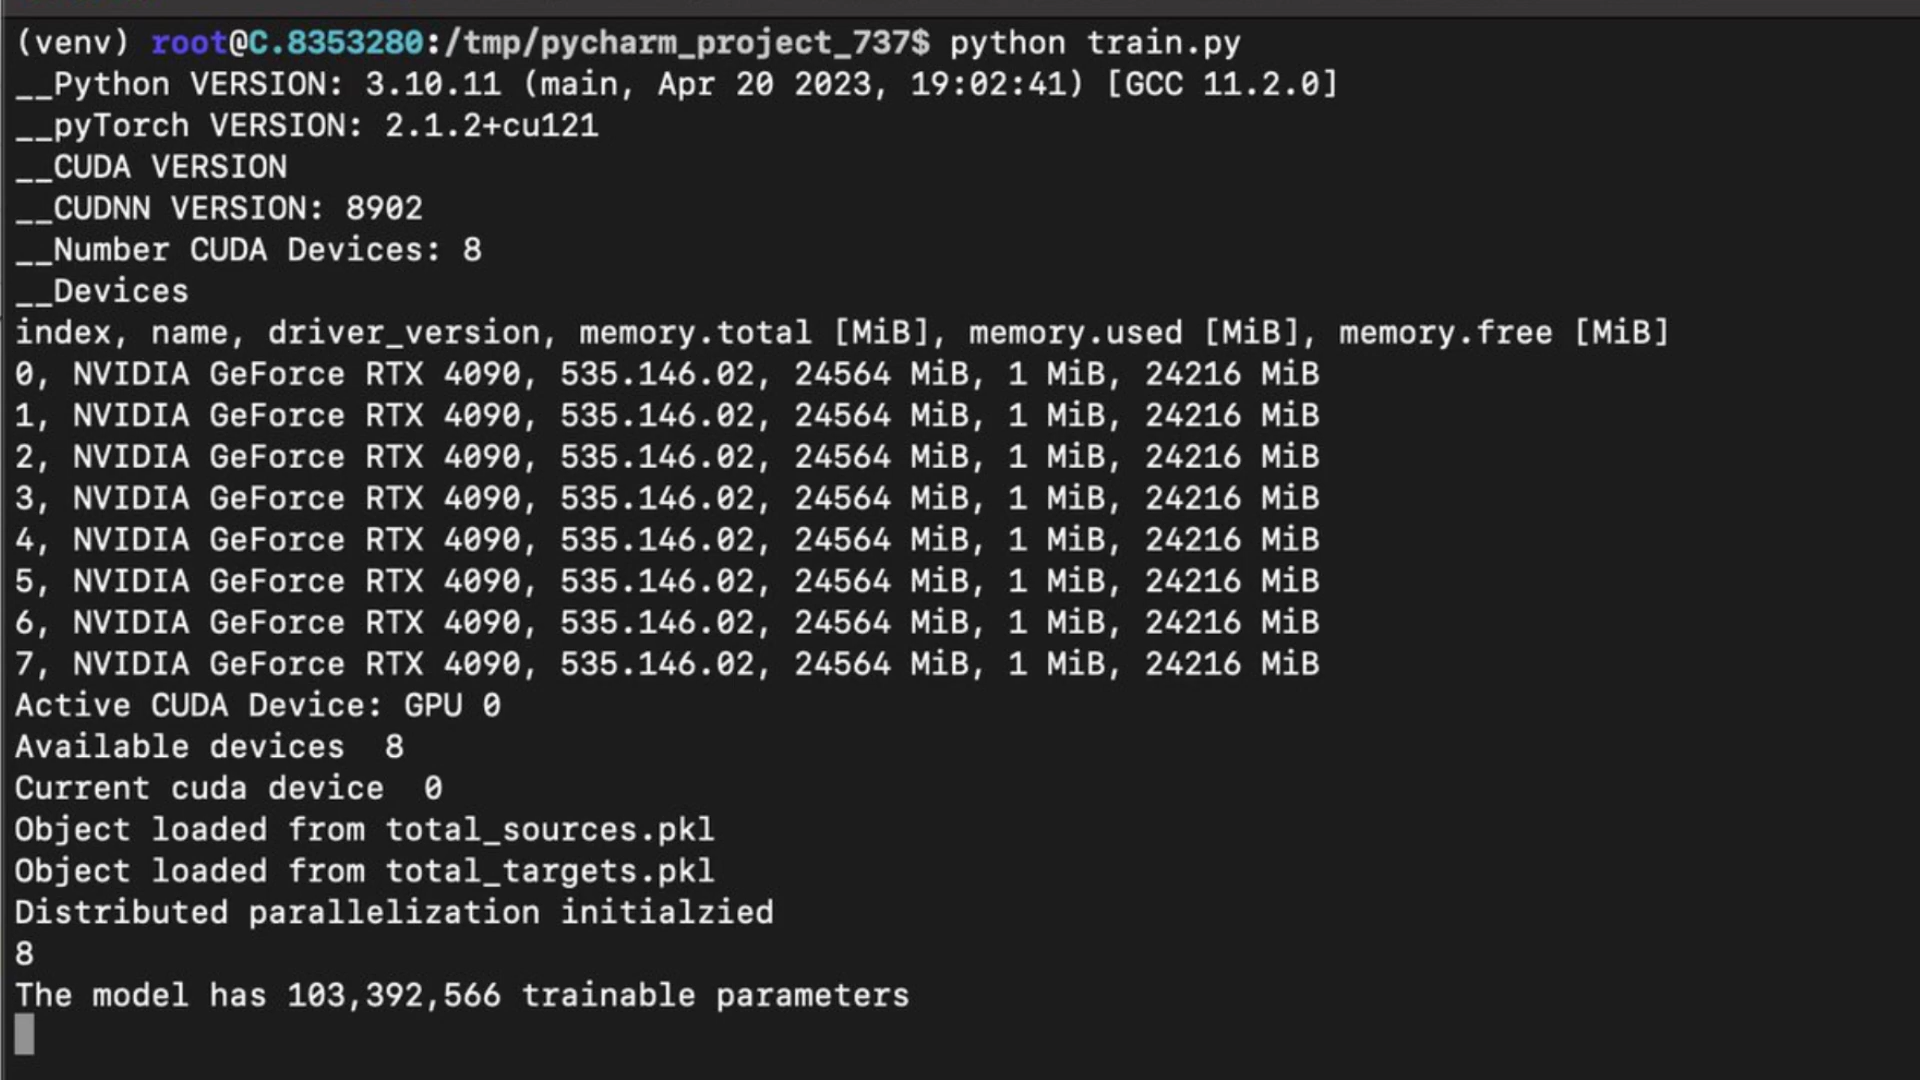 (venv) root@C.8353280:/tmp/pycharm_project_737$ python train.py
__Python VERSION: 3.10.11 (main, Apr 20 2023, 19:02:41) [GCC 11.2.0]
__pyTorch VERSION: 2.1.2+cu121
__CUDA VERSION
__CUDNN VERSION: 8902
__Number CUDA Devices: 8
__Devices
index, name, driver_version, memory.total [MiB], memory.used [MiB], memory.free [MiB]
0, NVIDIA GeForce RTX 4090, 535.146.02, 24564 MiB, 1 MiB, 24216 MiB
1, NVIDIA GeForce RTX 4090, 535.146.02, 24564 MiB, 1 MiB, 24216 MiB
2, NVIDIA GeForce RTX 4090, 535.146.02, 24564 MiB, 1 MiB, 24216 MiB
3, NVIDIA GeForce RTX 4090, 535.146.02, 24564 MiB, 1 MiB, 24216 MiB
4, NVIDIA GeForce RTX 4090, 535.146.02, 24564 MiB, 1 MiB, 24216 MiB
5, NVIDIA GeForce RTX 4090, 535.146.02, 24564 MiB, 1 MiB, 24216 MiB
6, NVIDIA GeForce RTX 4090, 535.146.02, 24564 MiB, 1 MiB, 24216 MiB
7, NVIDIA GeForce RTX 4090, 535.146.02, 24564 MiB, 1 MiB, 24216 MiB
Active CUDA Device: GPU 0
Available devices  8
Current cuda device  0
Object loaded from total_sources.pkl
Object loaded from total_targets.pkl
Distributed parallelization initialzied
8
The model has 103,392,566 trainable parameters